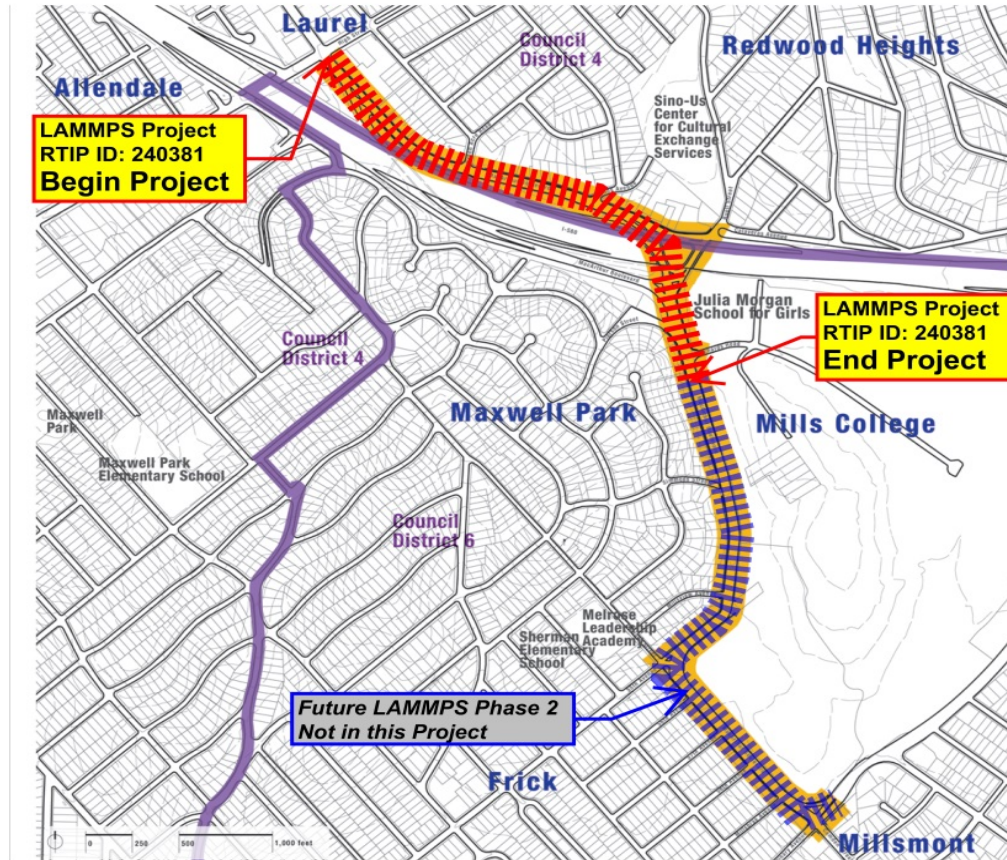 Laurel
Council
District 4
Redwood Heights
Allendale
Sino-Us
Center
for Cultural
Exchange
Services
LAMMPS Project
RTIP ID: 240381
Begin Project
I-580
MacArthur Boulevard
Julia Morgan
School for Girls
LAMMPS Project
RTIP ID: 240381
End Project
Council
District 4
Maxwell Park
Mills College
Maxwell
Park
Maxwell Park
Elementary School
Council
District 6
Melrose
Leadership
Academy
Sherman
Elementary
School
Future LAMMPS Phase 2
Not in this Project
Frick
Millsmont
0 250 500 1,000 feet